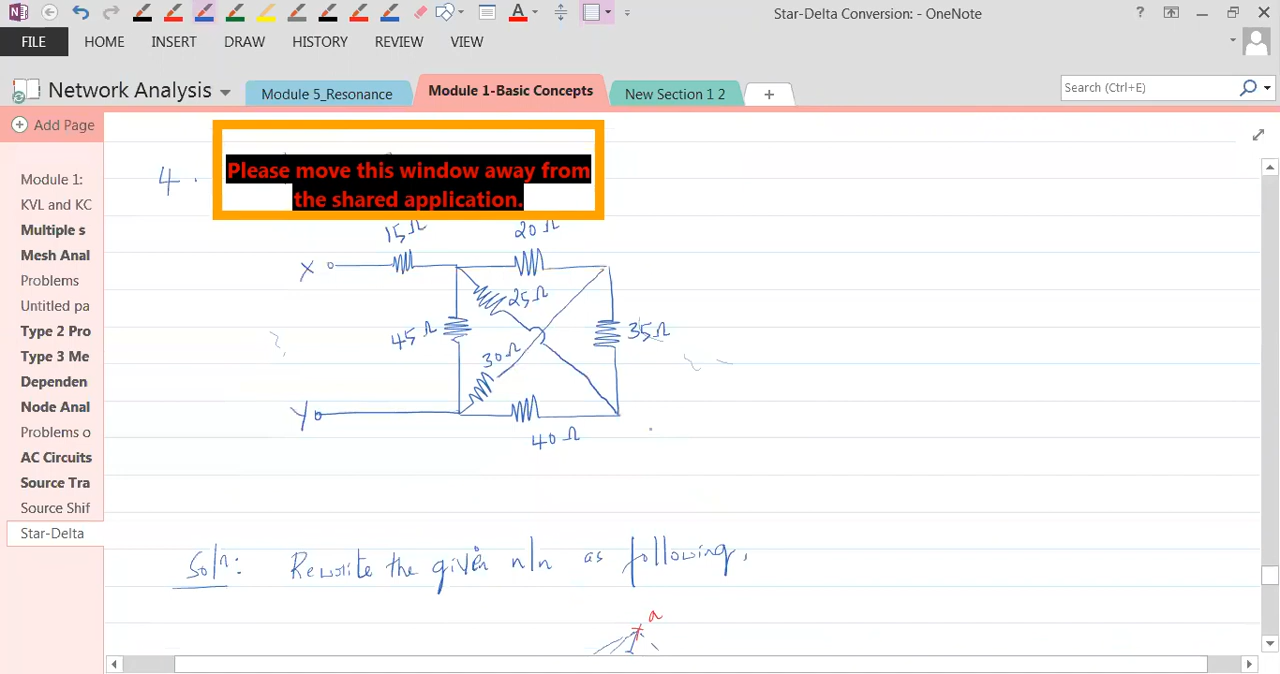 Star-Delta Conversion: - OneNote
FILE HOME INSERT DRAW HISTORY REVIEW VIEW
Network Analysis
Module 5_Resonance
Module 1-Basic Concepts
New Section 1 2
Search (Ctrl+E)
Add Page
Module 1:
KVL and KC
Multiple s
Mesh Anal
Problems
Untitled pa
Type 2 Pro
Type 3 Me
Dependen
Node Anal
Problems o
AC Circuits
Source Tra
Source Shif
Star-Delta
4.
Please move this window away from
the shared application.
15Ω 20Ω
X
25Ω
45Ω 35Ω
30Ω
Y
40Ω
Soln: Rewrite the given n/n as following,
a